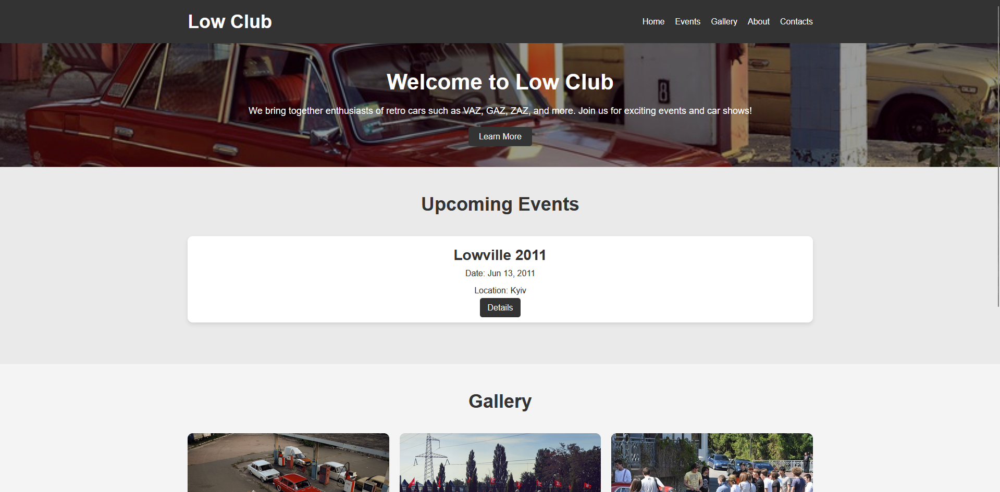 Low Club
Home Events Gallery About Contacts
Welcome to Low Club
We bring together enthusiasts of retro cars such as VAZ, GAZ, ZAZ, and more. Join us for exciting events and car shows!
8
Learn More
Upcoming Events
Lowville 2011
Date: Jun 13, 2011
Location: Kyiv
Details
Gallery